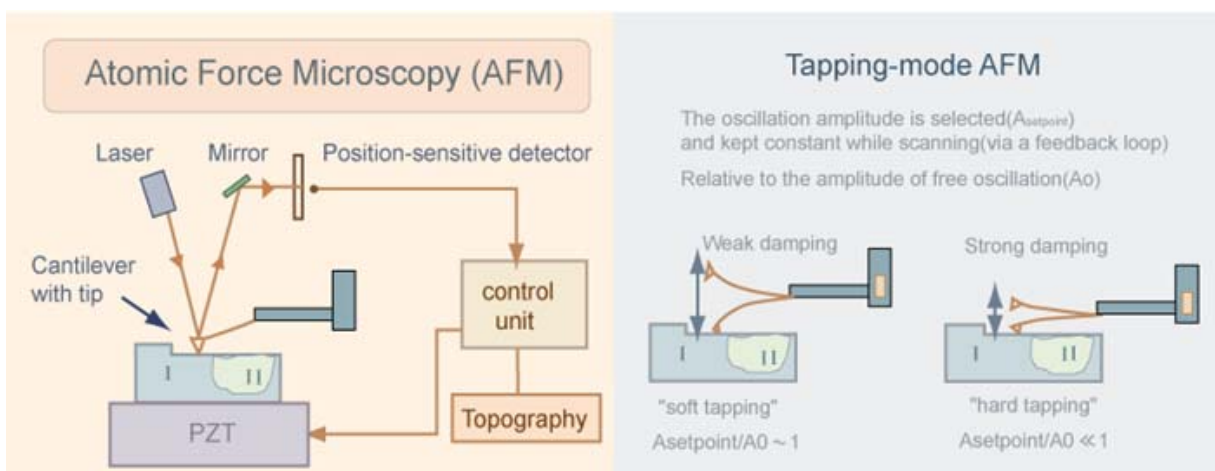 Atomic Force Microscopy (AFM)
Laser
Mirror
Position-sensitive detector
Cantilever
with tip
control
unit
I
II
PZT
Topography
Tapping-mode AFM
The oscillation amplitude is selected(Asetpoint)
and kept constant while scanning(via a feedback loop)
Relative to the amplitude of free oscillation(Ao)
Weak damping
Strong damping
I
II
I
II
"soft tapping"
"hard tapping"
Asetpoint/A0 ~ 1
Asetpoint/A0 ≪ 1